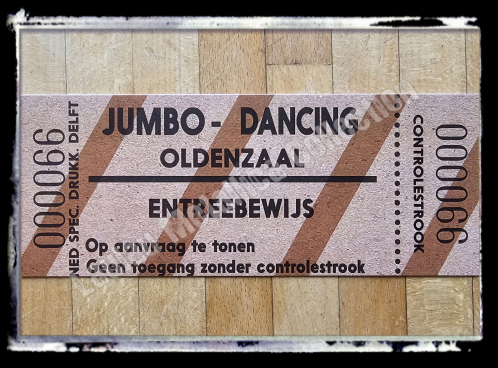 000066
NED SPEC. DRUKK. DELFT
JUMBO - DANCING
OLDENZAAL
ENTREEBEWIJS
Op aanvraag te tonen
Geen toegang zonder controlestrook
CONTROLESTROOK
000066